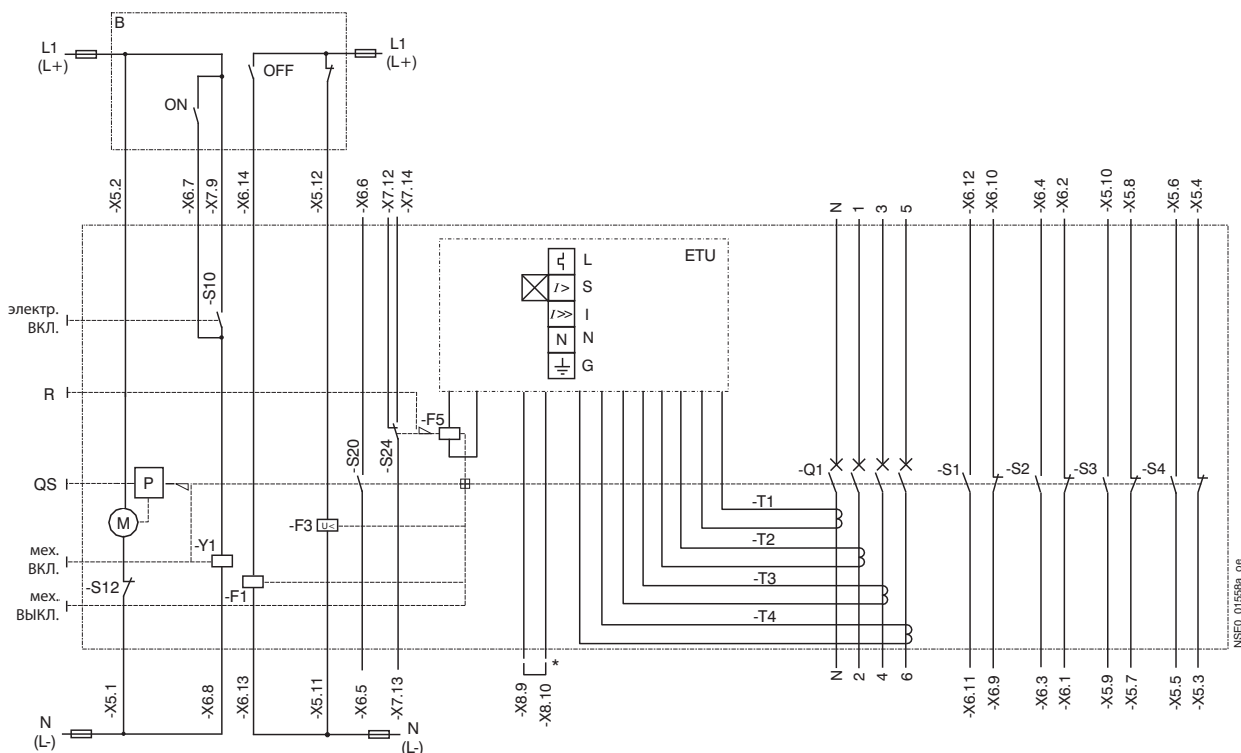 B
L1
(L+)
L1
(L+)
OFF
ON
-X5.2
-X6.7
-X7.9
-X6.14
-X5.12
-X6.6
-X7.12
-X7.14
N
1
3
5
-X6.12
-X6.10
-X6.4
-X6.2
-X5.10
-X5.8
-X5.6
-X5.4
ETU
L
I> S
I>> I
N N
G
-S10
электр.
ВКЛ.
R
-F5
-S20
-S24
QS
P
-Q1
-S1
-S2
-S3
-S4
M
-F3
U<
-T1
-T2
-T3
-T4
мех.
ВКЛ.
-Y1
-S12
-F1
мех.
ВЫКЛ.
*
-X5.1
-X6.8
-X6.13
-X5.11
-X6.5
-X7.13
-X8.9
-X8.10
N
2
4
6
-X6.11
-X6.9
-X6.3
-X6.1
-X5.9
-X5.7
-X5.5
-X5.3
N
(L-)
N
(L-)
NSE0_01558a_ge